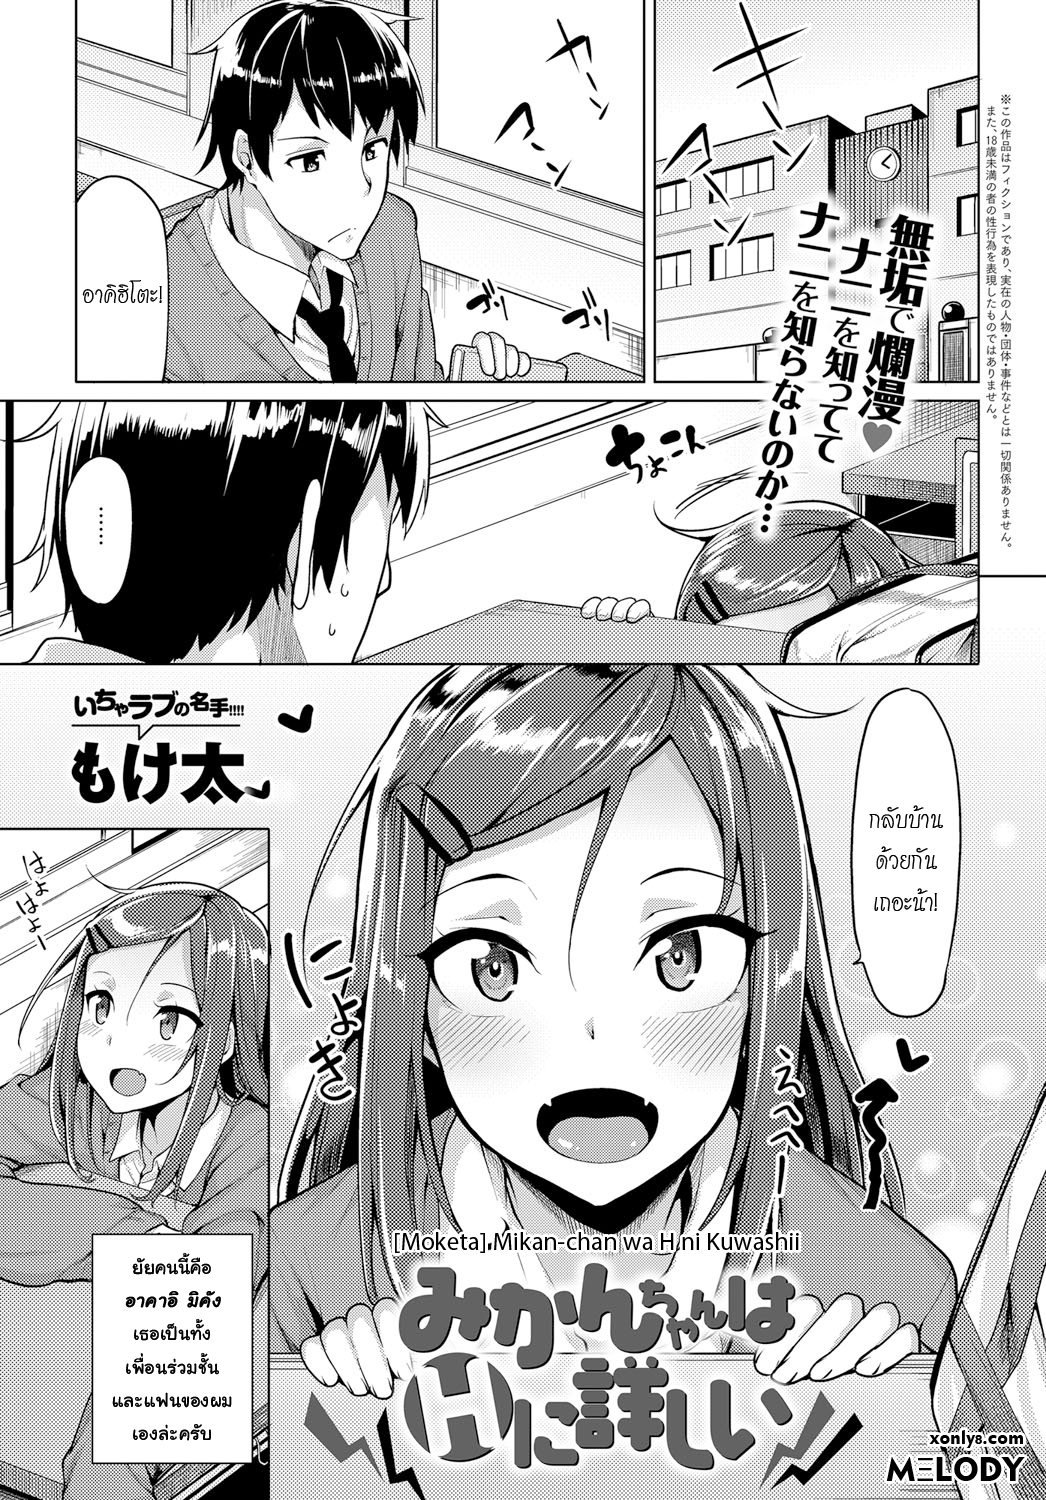 ※この作品はフィクションであり、実在の人物・団体・事件などとは一切関係ありません。
また、18歳未満の者の性行為を表現したものではありません。
無垢で爛漫♥
ナニを知ってて
ナニを知らないのか…
อาคิฮิโตะ!
ゴソ
ゴソ
ちょこーん
………
いちゃラブの名手!!!!
もけ太
กลับบ้าน
ด้วยกัน
เถอะน้า!
にょきっ
えへへー
はよはよー
ยัยคนนี้คือ
อาคาอิ มิคัง
เธอเป็นทั้ง
เพื่อนร่วมชั้น
และแฟนของผม
เองล่ะครับ
[Moketa] Mikan-chan wa H ni Kuwashii
みかんちゃんは
Hに詳しい
xonly8.com
MELODY